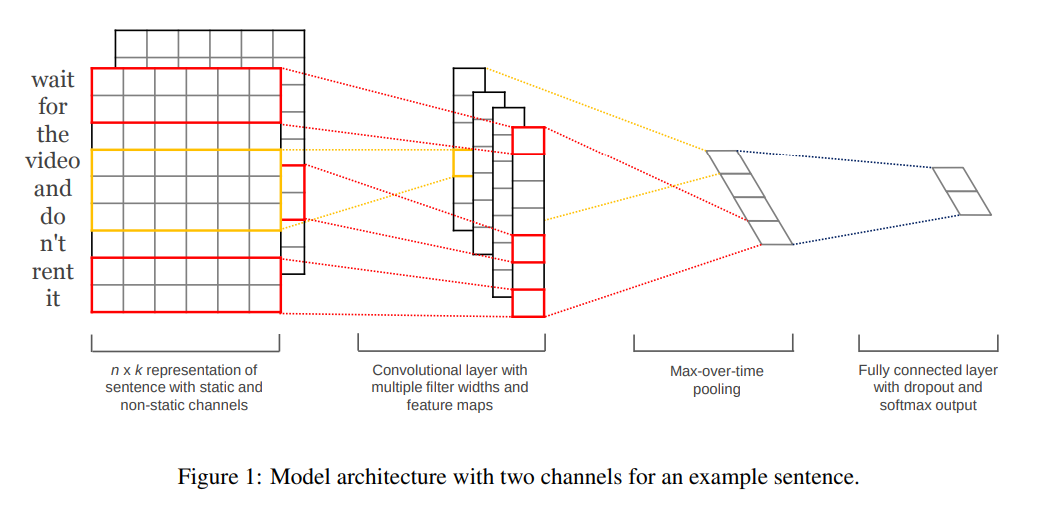 wait
for
the
video
and
do
n't
rent
it
n x k representation of
sentence with static and
non-static channels
Convolutional layer with
multiple filter widths and
feature maps
Max-over-time
pooling
Fully connected layer
with dropout and
softmax output
Figure 1: Model architecture with two channels for an example sentence.